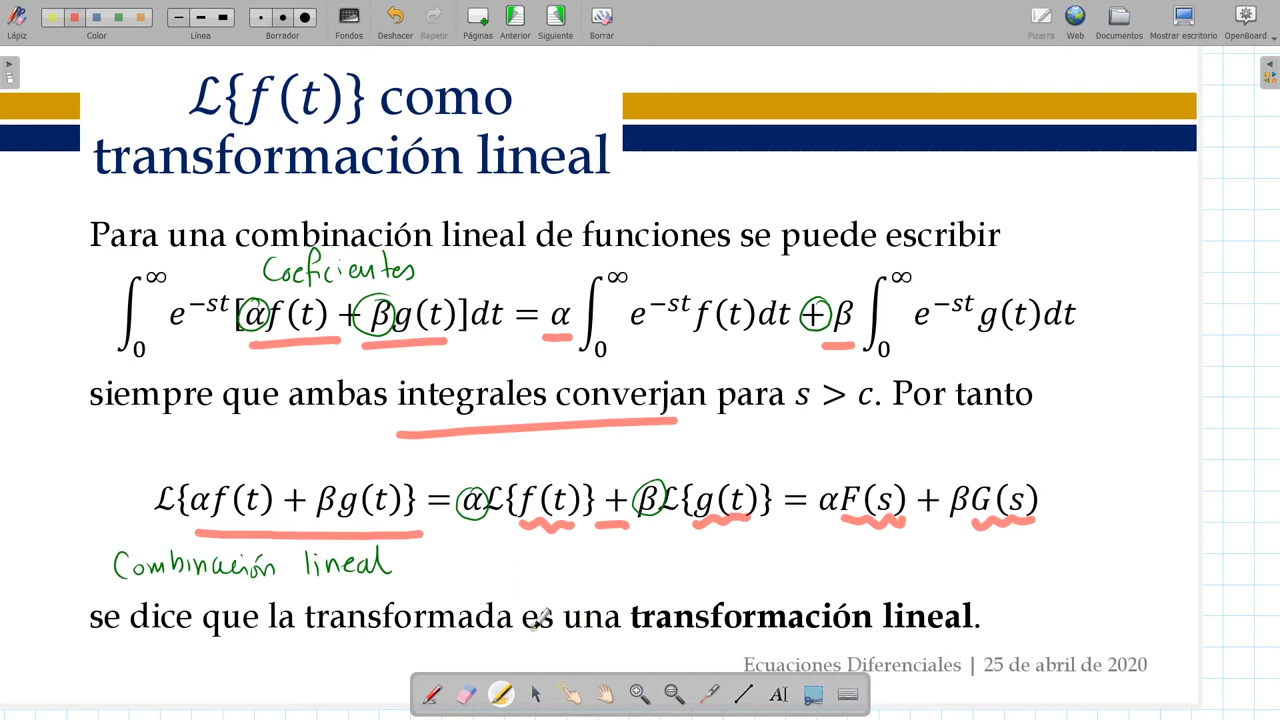 Lápiz Color Línea Borrador Fondos Deshacer Repetir Páginas Anterior Siguiente Borrar Pizarra Web Documentos Mostrar escritorio OpenBoard
ℒ{f(t)} como
transformación lineal
Para una combinación lineal de funciones se puede escribir
Coeficientes
∫₀^∞ e^{−st}[αf(t) + βg(t)]dt = α∫₀^∞ e^{−st}f(t)dt + β∫₀^∞ e^{−st}g(t)dt
siempre que ambas integrales converjan para s > c. Por tanto
ℒ{αf(t) + βg(t)} = αℒ{f(t)} + βℒ{g(t)} = αF(s) + βG(s)
Combinación lineal
se dice que la transformada es una transformación lineal.
Ecuaciones Diferenciales | 25 de abril de 2020